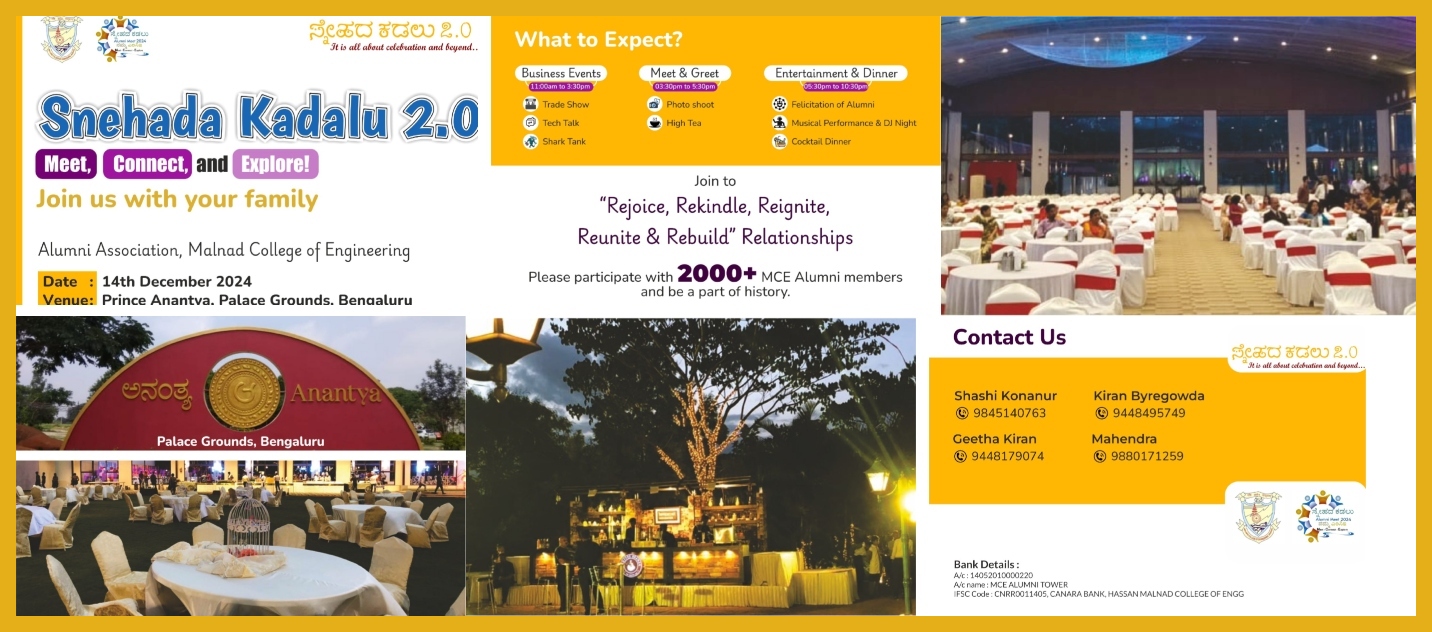 ಸ್ನೇಹದ ಕಡಲು 2.0
It is all about celebration and beyond..
Snehada Kadalu 2.0
Meet, Connect, and Explore!
Join us with your family
Alumni Association, Malnad College of Engineering
Date : 14th December 2024
Venue : Prince Anantya, Palace Grounds, Bengaluru
What to Expect?
Business Events
11:00am to 3:30pm
Trade Show
Tech Talk
Shark Tank
Meet & Greet
03:30pm to 5:30pm
Photo shoot
High Tea
Entertainment & Dinner
05:30pm to 10:30pm
Felicitation of Alumni
Musical Performance & DJ Night
Cocktail Dinner
Join to
“Rejoice, Rekindle, Reignite,
Reunite & Rebuild” Relationships
Please participate with 2000+ MCE Alumni members
and be a part of history.
ಅನಂತ್ಯ Anantya
Palace Grounds, Bengaluru
Contact Us
ಸ್ನೇಹದ ಕಡಲು 2.0
It is all about celebration and beyond...
Shashi Konanur
9845140763
Kiran Byregowda
9448495749
Geetha Kiran
9448179074
Mahendra
9880171259
ಸ್ನೇಹದ ಕಡಲು
Alumni Meet 2024
Bank Details :
A/c : 14052010000220
A/c name : MCE ALUMNI TOWER
IFSC Code : CNRR0011405, CANARA BANK, HASSAN MALNAD COLLEGE OF ENGG